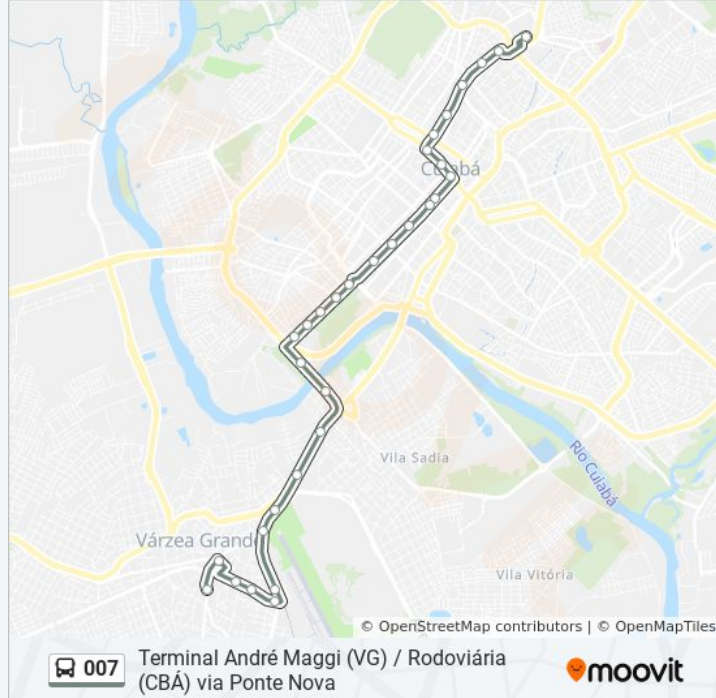 Cuiabá
Vila Sadia
Rio Cuiabá
Várzea Grande
Vila Vitória
© OpenStreetMap contributors | © OpenMapTiles
007
Terminal André Maggi (VG) / Rodoviária
(CBÁ) via Ponte Nova
moovit